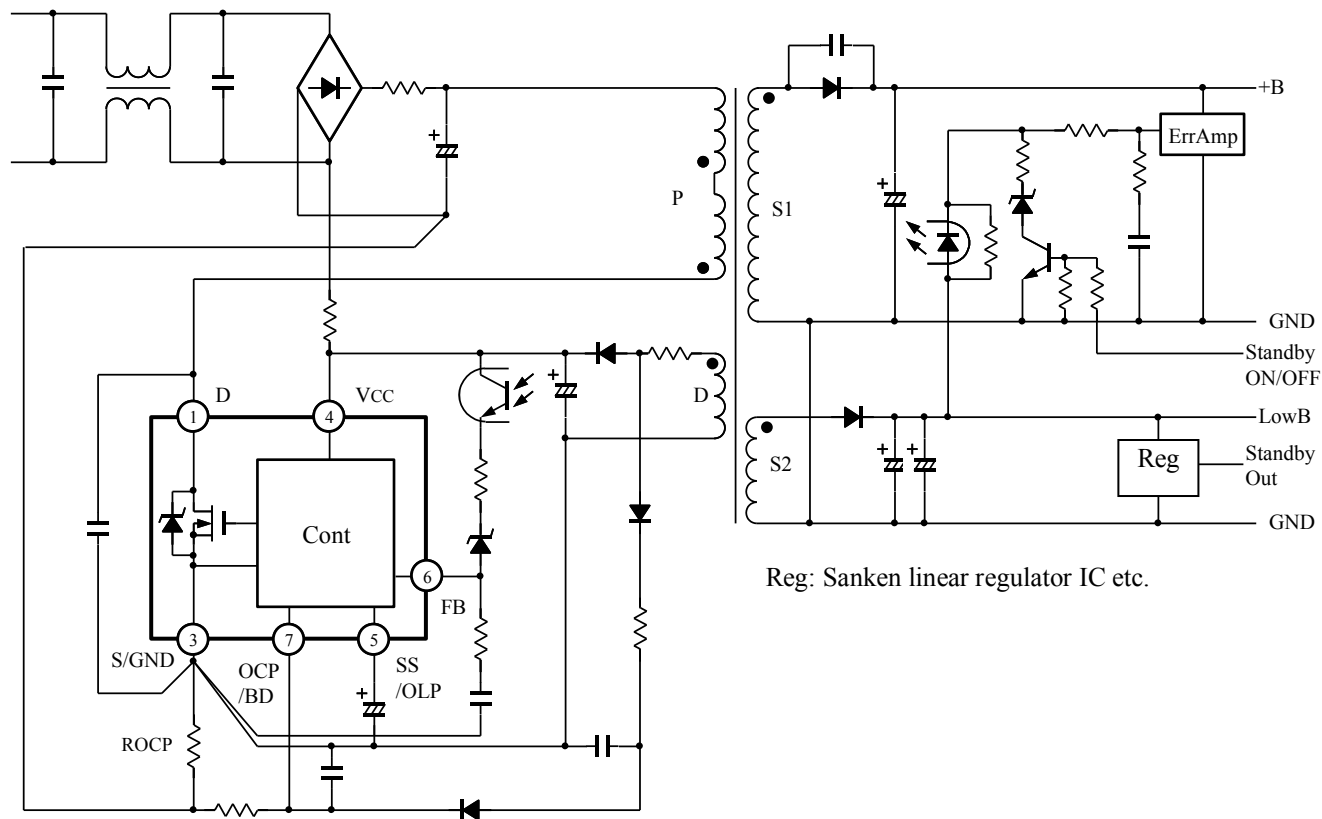 +B
ErrAmp
P
S1
GND
Standby
ON/OFF
D
VCC
D
LowB
S2
Reg
Standby
Out
Cont
GND
6
FB
Reg: Sanken linear regulator IC etc.
1
4
3
7
5
S/GND
OCP
/BD
SS
/OLP
ROCP
+
+
+
+
+
+